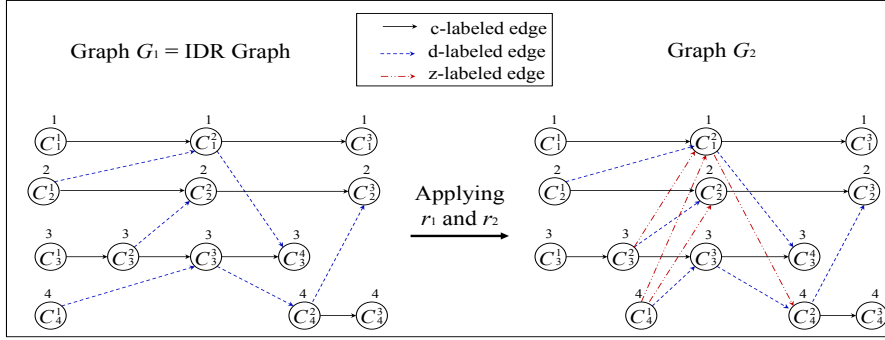 Graph G₁ = IDR Graph
c-labeled edge
d-labeled edge
z-labeled edge
Graph G₂
1 1 1
C₁¹ C₁² C₁³
2 2 2
C₂¹ C₂² C₂³
3 3 3 3
C₃¹ C₃² C₃³ C₃⁴
4 4 4
C₄¹ C₄² C₄³
Applying
r₁ and r₂
1 1 1
C₁¹ C₁² C₁³
2 2 2
C₂¹ C₂² C₂³
3 3 3 3
C₃¹ C₃² C₃³ C₃⁴
4 4 4
C₄¹ C₄² C₄³